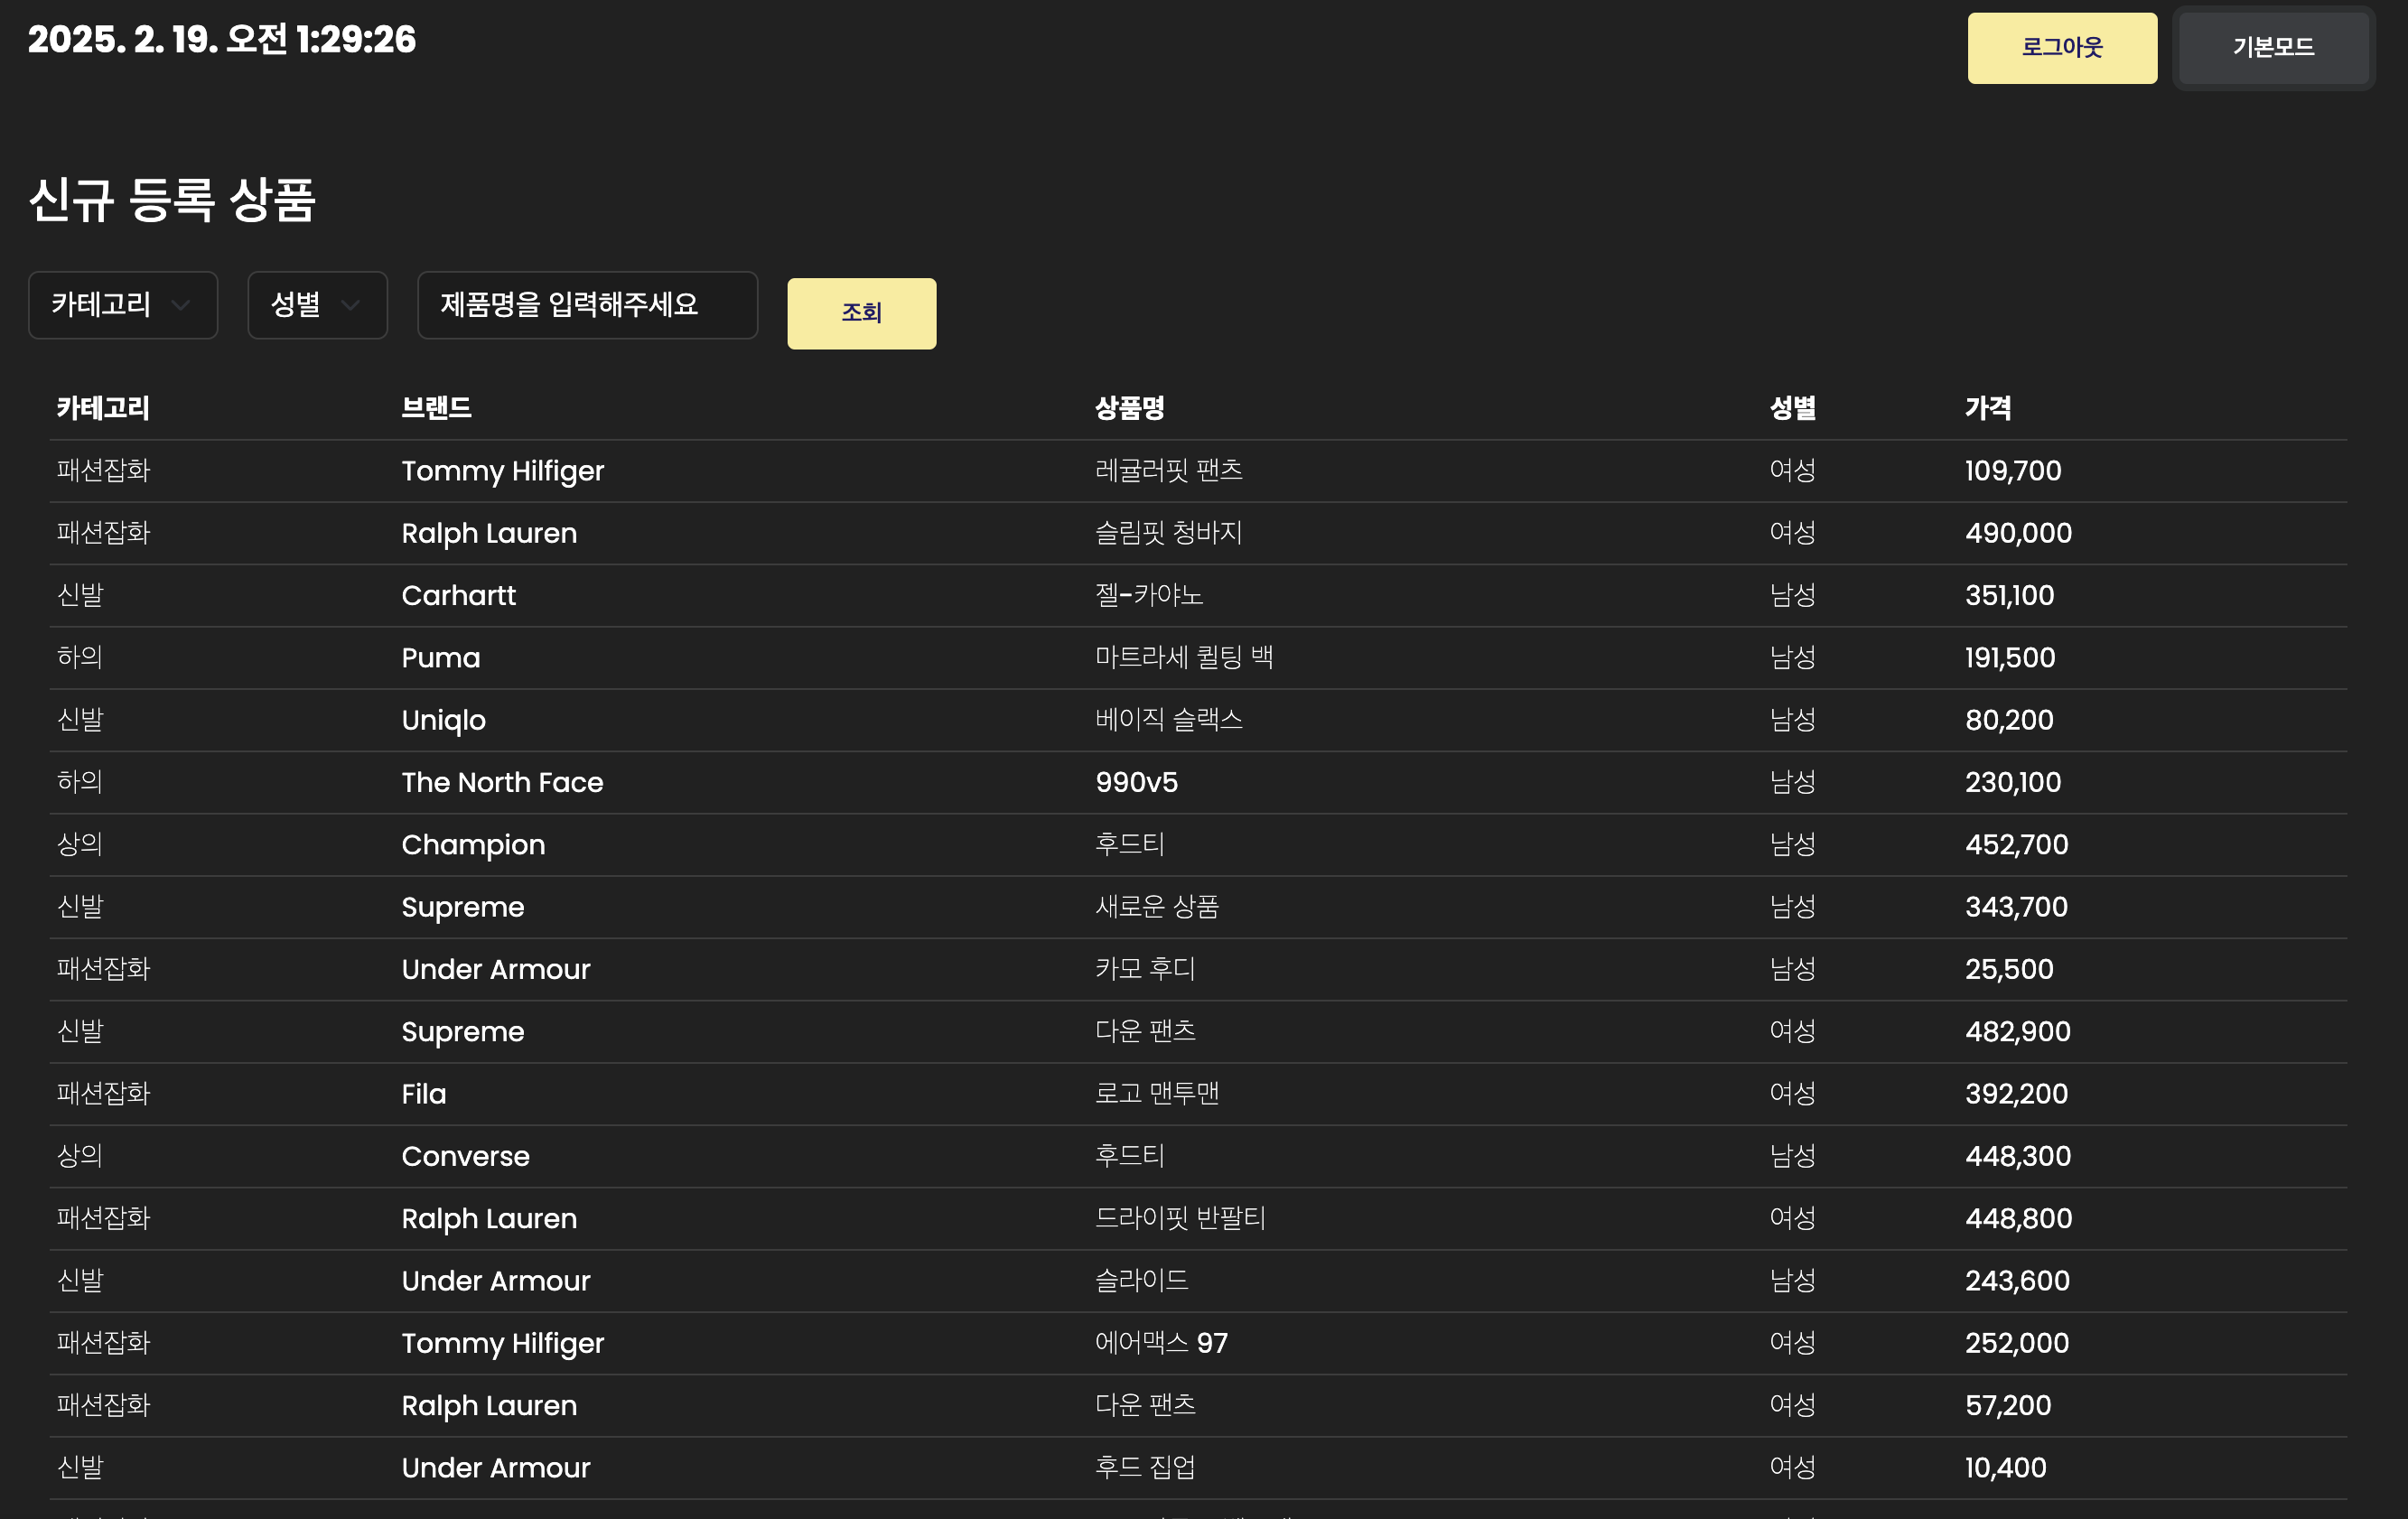 2025. 2. 19. 오전 1:29:26
로그아웃 기본모드
신규 등록 상품
카테고리 성별 제품명을 입력해주세요 조회
카테고리 브랜드 상품명 성별 가격
패션잡화 Tommy Hilfiger 레귤러핏 팬츠 여성 109,700
패션잡화 Ralph Lauren 슬림핏 청바지 여성 490,000
신발 Carhartt 젤-카야노 남성 351,100
하의 Puma 마트라세 퀼팅 백 남성 191,500
신발 Uniqlo 베이직 슬랙스 남성 80,200
하의 The North Face 990v5 남성 230,100
상의 Champion 후드티 남성 452,700
신발 Supreme 새로운 상품 남성 343,700
패션잡화 Under Armour 카모 후디 남성 25,500
신발 Supreme 다운 팬츠 여성 482,900
패션잡화 Fila 로고 맨투맨 여성 392,200
상의 Converse 후드티 남성 448,300
패션잡화 Ralph Lauren 드라이핏 반팔티 여성 448,800
신발 Under Armour 슬라이드 남성 243,600
패션잡화 Tommy Hilfiger 에어맥스 97 여성 252,000
패션잡화 Ralph Lauren 다운 팬츠 여성 57,200
신발 Under Armour 후드 집업 여성 10,400